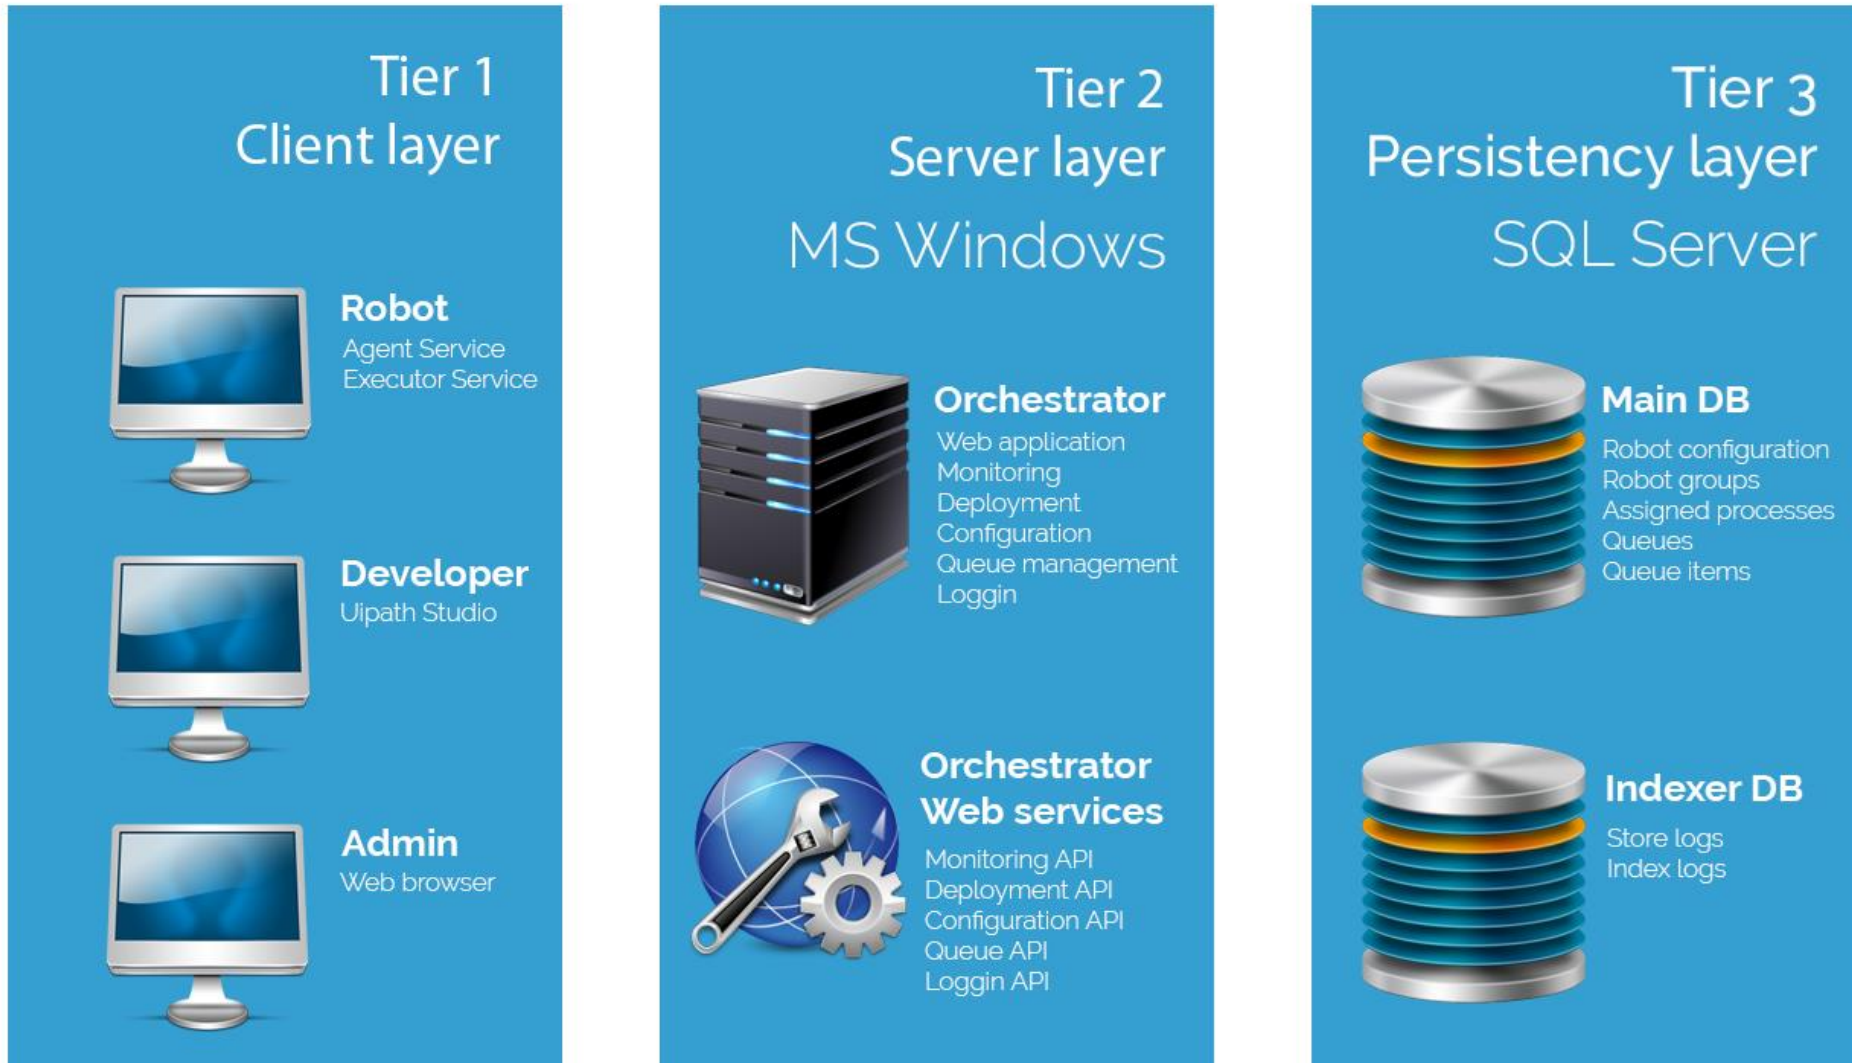 Tier 1
Client layer
Robot
Agent Service
Executor Service
Developer
Uipath Studio
Admin
Web browser
Tier 2
Server layer
MS Windows
Orchestrator
Web application
Monitoring
Deployment
Configuration
Queue management
Loggin
Orchestrator
Web services
Monitoring API
Deployment API
Configuration API
Queue API
Loggin API
Tier 3
Persistency layer
SQL Server
Main DB
Robot configuration
Robot groups
Assigned processes
Queues
Queue items
Indexer DB
Store logs
Index logs